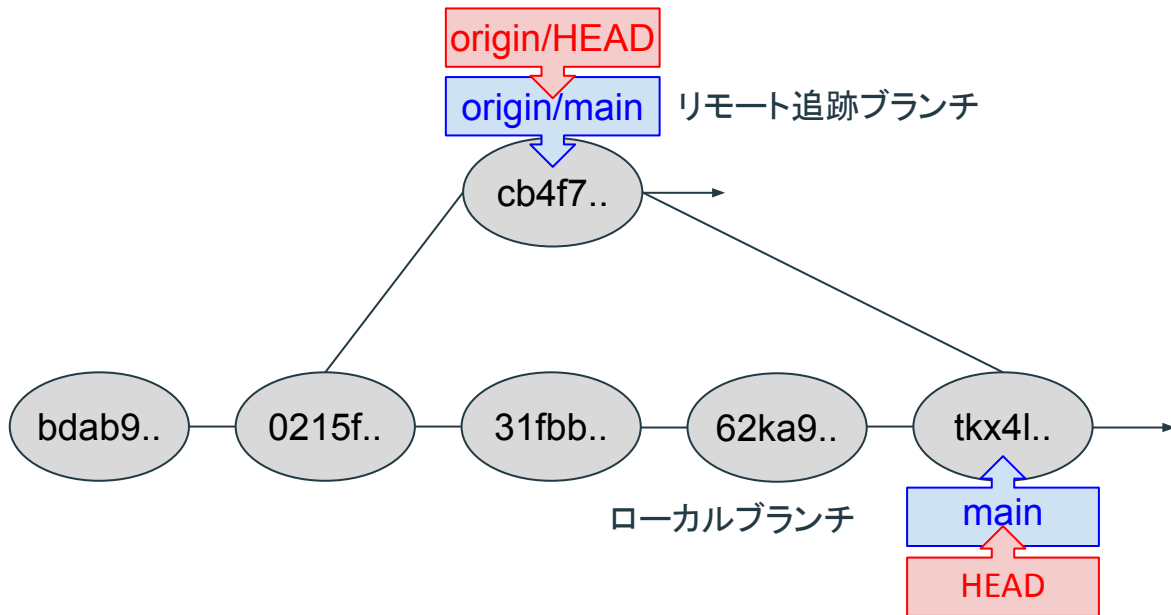 origin/HEAD
origin/main
リモート追跡ブランチ
cb4f7..
bdab9..
0215f..
31fbb..
62ka9..
tkx4l..
ローカルブランチ
main
HEAD